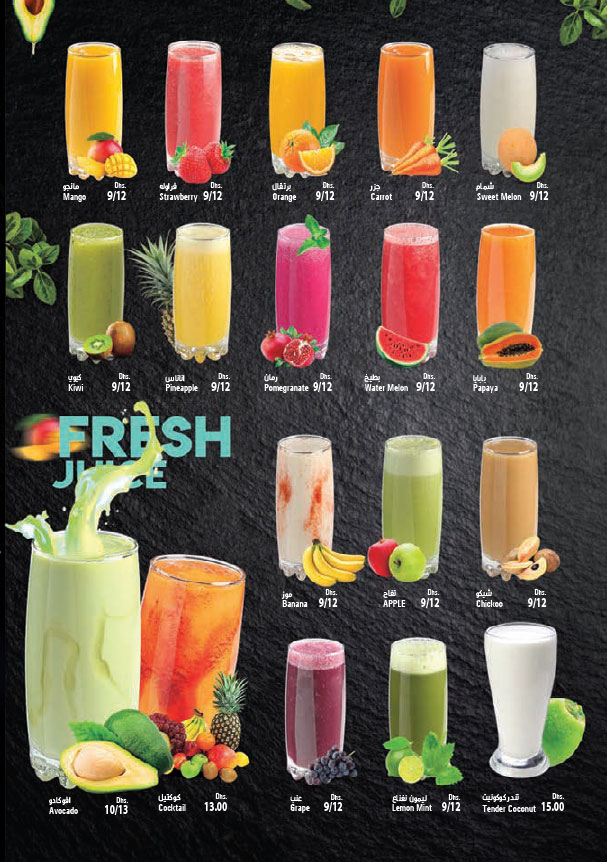 مانجو Dhs.
Mango 9/12
فراوله Dhs.
Strawberry 9/12
برتقال Dhs.
Orange 9/12
جزر Dhs.
Carrot 9/12
شمام Dhs.
Sweet Melon 9/12
كيوي Dhs.
Kiwi 9/12
اناناس Dhs.
Pineapple 9/12
رمان Dhs.
Pomegranate 9/12
بطيخ Dhs.
Water Melon 9/12
بابايا Dhs.
Papaya 9/12
FRESH
JUICE
موز Dhs.
Banana 9/12
تفاح Dhs.
APPLE 9/12
شيكو Dhs.
Chickoo 9/12
افوكادو Dhs.
Avocado 10/13
كوكتيل Dhs.
Cocktail 13.00
عنب Dhs.
Grape 9/12
ليمون نعناع Dhs.
Lemon Mint 9/12
تندر كوكونت Dhs.
Tender Coconut 15.00